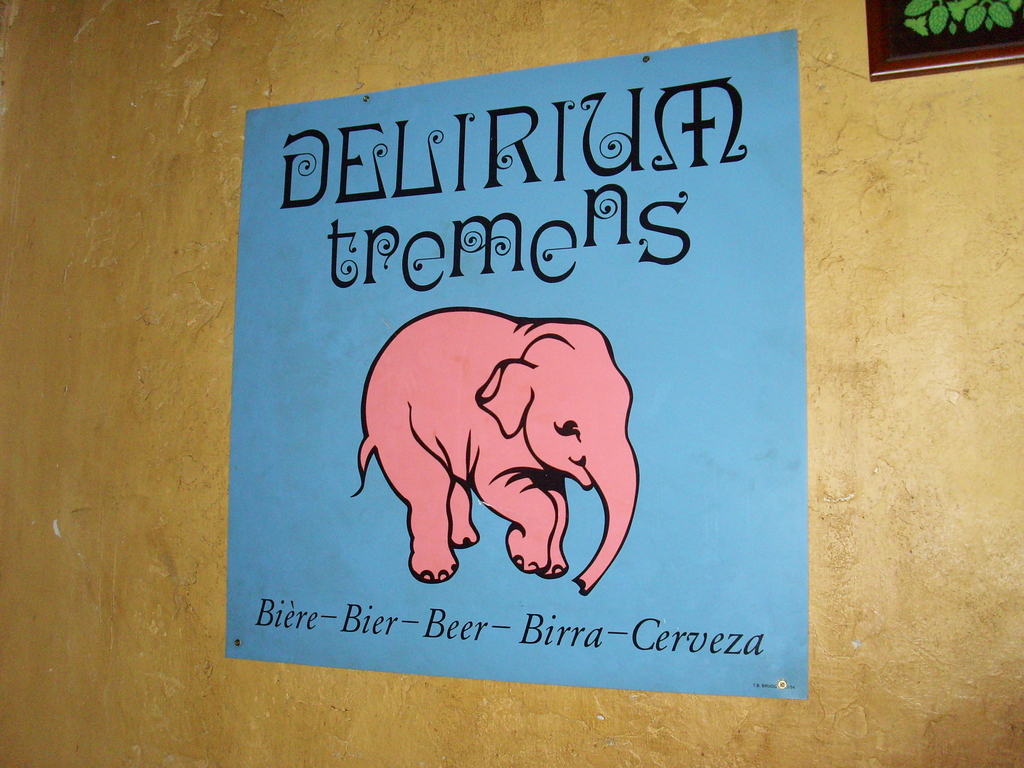 DELIRIUM
tremens
Bière – Bier – Beer – Birra – Cerveza